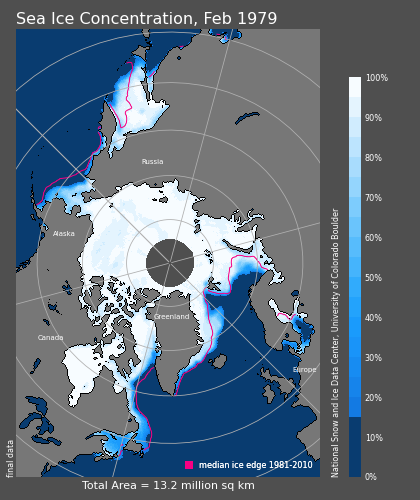 Sea Ice Concentration, Feb 1979
Russia
Alaska
Greenland
Canada
Europe
median ice edge 1981-2010
final data
Total Area = 13.2 million sq km
National Snow and Ice Data Center, University of Colorado Boulder
100%
90%
80%
70%
60%
50%
40%
30%
20%
10%
0%